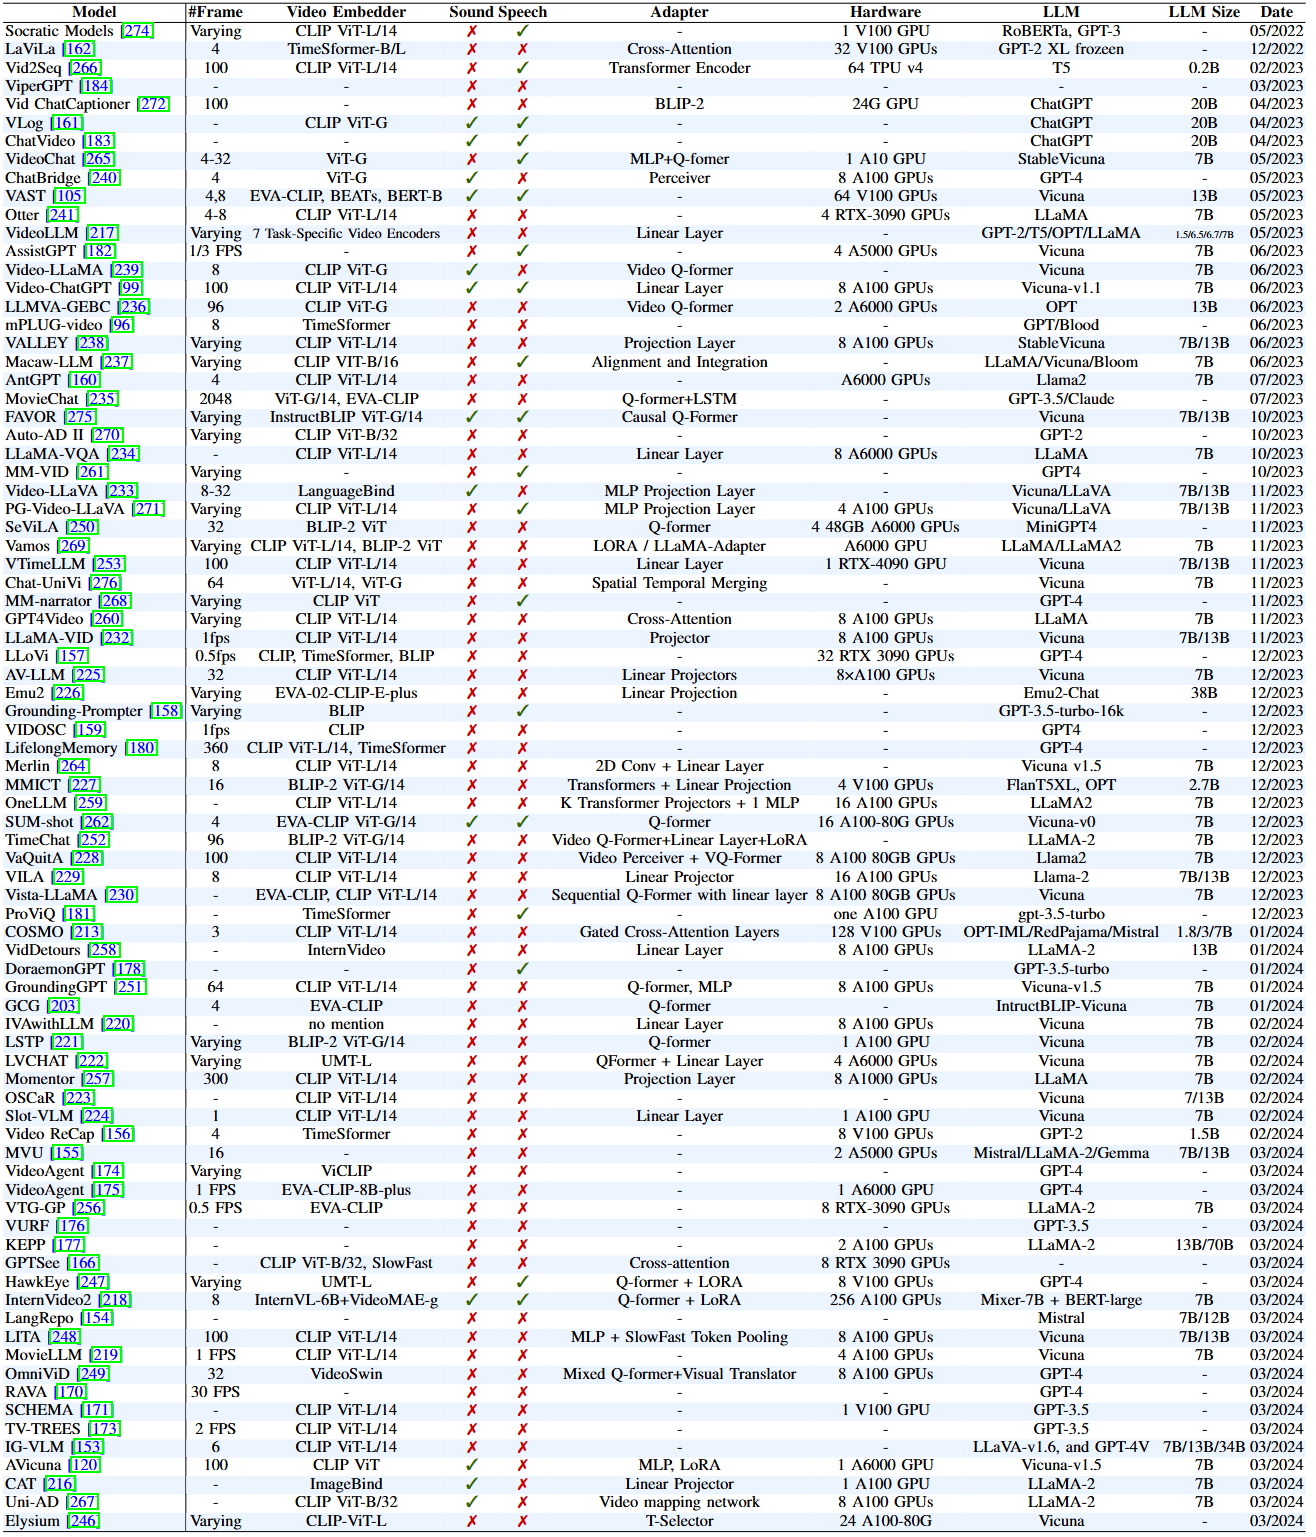 Model #Frame Video Embedder Sound Speech Adapter Hardware LLM LLM Size Date
Socratic Models [274] Varying CLIP ViT-L/14 ✗ ✓ - 1 V100 GPU RoBERTa, GPT-3 - 05/2022
LaViLa [162] 4 TimeSformer-B/L ✗ ✗ Cross-Attention 32 V100 GPUs GPT-2 XL frozen - 12/2022
Vid2Seq [266] 100 CLIP ViT-L/14 ✗ ✓ Transformer Encoder 64 TPU v4 T5 0.2B 02/2023
ViperGPT [184] - - ✗ ✗ - - - - 03/2023
Vid ChatCaptioner [272] 100 - ✗ ✗ BLIP-2 24G GPU ChatGPT 20B 04/2023
VLog [161] - CLIP ViT-G ✓ ✓ - - ChatGPT 20B 04/2023
ChatVideo [183] - - ✓ ✓ - - ChatGPT 20B 04/2023
VideoChat [265] 4-32 ViT-G ✗ ✓ MLP+Q-fomer 1 A10 GPU StableVicuna 7B 05/2023
ChatBridge [240] 4 ViT-G ✓ ✗ Perceiver 8 A100 GPUs GPT-4 - 05/2023
VAST [105] 4,8 EVA-CLIP, BEATs, BERT-B ✓ ✓ - 64 V100 GPUs Vicuna 13B 05/2023
Otter [241] 4-8 CLIP ViT-L/14 ✗ ✗ - 4 RTX-3090 GPUs LLaMA 7B 05/2023
VideoLLM [217] Varying 7 Task-Specific Video Encoders ✗ ✗ Linear Layer - GPT-2/T5/OPT/LLaMA 1.5/6.5/6.7/7B 05/2023
AssistGPT [182] 1/3 FPS - ✗ ✓ - 4 A5000 GPUs Vicuna 7B 06/2023
Video-LLaMA [239] 8 CLIP ViT-G ✓ ✗ Video Q-former - Vicuna 7B 06/2023
Video-ChatGPT [99] 100 CLIP ViT-L/14 ✓ ✓ Linear Layer 8 A100 GPUs Vicuna-v1.1 7B 06/2023
LLMVA-GEBC [236] 96 CLIP ViT-G ✗ ✗ Video Q-former 2 A6000 GPUs OPT 13B 06/2023
mPLUG-video [96] 8 TimeSformer ✗ ✗ - - GPT/Blood - 06/2023
VALLEY [238] Varying CLIP ViT-L/14 ✗ ✗ Projection Layer 8 A100 GPUs StableVicuna 7B/13B 06/2023
Macaw-LLM [237] Varying CLIP ViT-B/16 ✗ ✓ Alignment and Integration - LLaMA/Vicuna/Bloom 7B 06/2023
AntGPT [160] 4 CLIP ViT-L/14 ✗ ✗ - A6000 GPUs Llama2 7B 07/2023
MovieChat [235] 2048 ViT-G/14, EVA-CLIP ✗ ✗ Q-former+LSTM - GPT-3.5/Claude - 07/2023
FAVOR [275] Varying InstructBLIP ViT-G/14 ✓ ✓ Causal Q-Former - Vicuna 7B/13B 10/2023
Auto-AD II [270] Varying CLIP ViT-B/32 ✗ ✗ - - GPT-2 - 10/2023
LLaMA-VQA [234] - CLIP ViT-L/14 ✗ ✗ Linear Layer 8 A6000 GPUs LLaMA 7B 10/2023
MM-VID [261] Varying - ✗ ✓ - - GPT4 - 10/2023
Video-LLaVA [233] 8-32 LanguageBind ✓ ✗ MLP Projection Layer - Vicuna/LLaVA 7B/13B 11/2023
PG-Video-LLaVA [271] Varying CLIP ViT-L/14 ✗ ✓ MLP Projection Layer 4 A100 GPUs Vicuna/LLaVA 7B/13B 11/2023
SeViLA [250] 32 BLIP-2 ViT ✗ ✗ Q-former 4 48GB A6000 GPUs MiniGPT4 - 11/2023
Vamos [269] Varying CLIP ViT-L/14, BLIP-2 ViT ✗ ✗ LORA / LLaMA-Adapter A6000 GPU LLaMA/LLaMA2 7B 11/2023
VTimeLLM [253] 100 CLIP ViT-L/14 ✗ ✗ Linear Layer 1 RTX-4090 GPU Vicuna 7B/13B 11/2023
Chat-UniVi [276] 64 ViT-L/14, ViT-G ✗ ✗ Spatial Temporal Merging - Vicuna 7B 11/2023
MM-narrator [268] Varying CLIP ViT ✗ ✓ - - GPT-4 - 11/2023
GPT4Video [260] Varying CLIP ViT-L/14 ✗ ✗ Cross-Attention 8 A100 GPUs LLaMA 7B 11/2023
LLaMA-VID [232] 1fps CLIP ViT-L/14 ✗ ✗ Projector 8 A100 GPUs Vicuna 7B/13B 11/2023
LLoVi [157] 0.5fps CLIP, TimeSformer, BLIP ✗ ✗ - 32 RTX 3090 GPUs GPT-4 - 12/2023
AV-LLM [225] 32 CLIP ViT-L/14 ✗ ✗ Linear Projectors 8×A100 GPUs Vicuna 7B 12/2023
Emu2 [226] Varying EVA-02-CLIP-E-plus ✗ ✗ Linear Projection - Emu2-Chat 38B 12/2023
Grounding-Prompter [158] Varying BLIP ✗ ✓ - - GPT-3.5-turbo-16k - 12/2023
VIDOSC [159] 1fps CLIP ✗ ✗ - - GPT4 - 12/2023
LifelongMemory [180] 360 CLIP ViT-L/14, TimeSformer ✗ ✗ - - GPT-4 - 12/2023
Merlin [264] 8 CLIP ViT-L/14 ✗ ✗ 2D Conv + Linear Layer - Vicuna v1.5 7B 12/2023
MMICT [227] 16 BLIP-2 ViT-G/14 ✗ ✗ Transformers + Linear Projection 4 V100 GPUs FlanT5XL, OPT 2.7B 12/2023
OneLLM [259] - CLIP ViT-L/14 ✗ ✗ K Transformer Projectors + 1 MLP 16 A100 GPUs LLaMA2 7B 12/2023
SUM-shot [262] 4 EVA-CLIP ViT-G/14 ✓ ✓ Q-former 16 A100-80G GPUs Vicuna-v0 7B 12/2023
TimeChat [252] 96 BLIP-2 ViT-G/14 ✗ ✗ Video Q-Former+Linear Layer+LoRA - LLaMA-2 7B 12/2023
VaQuitA [228] 100 CLIP ViT-L/14 ✗ ✗ Video Perceiver + VQ-Former 8 A100 80GB GPUs Llama2 7B 12/2023
VILA [229] 8 CLIP ViT-L/14 ✗ ✗ Linear Projector 16 A100 GPUs Llama-2 7B/13B 12/2023
Vista-LLaMA [230] - EVA-CLIP, CLIP ViT-L/14 ✗ ✗ Sequential Q-Former with linear layer 8 A100 80GB GPUs Vicuna 7B 12/2023
ProViQ [181] - TimeSformer ✗ ✓ - one A100 GPU gpt-3.5-turbo - 12/2023
COSMO [213] 3 CLIP ViT-L/14 ✗ ✗ Gated Cross-Attention Layers 128 V100 GPUs OPT-IML/RedPajama/Mistral 1.8/3/7B 01/2024
VidDetours [258] - InternVideo ✗ ✗ Linear Layer 8 A100 GPUs LLaMA-2 13B 01/2024
DoraemonGPT [178] - - ✗ ✓ - - GPT-3.5-turbo - 01/2024
GroundingGPT [251] 64 CLIP ViT-L/14 ✗ ✗ Q-former, MLP 8 A100 GPUs Vicuna-v1.5 7B 01/2024
GCG [203] 4 EVA-CLIP ✗ ✗ Q-former - IntructBLIP-Vicuna 7B 01/2024
IVAwithLLM [220] - no mention ✗ ✗ Linear Layer 8 A100 GPUs Vicuna 7B 02/2024
LSTP [221] Varying BLIP-2 ViT-G/14 ✗ ✗ Q-former 1 A100 GPU Vicuna 7B 02/2024
LVCHAT [222] Varying UMT-L ✗ ✗ QFormer + Linear Layer 4 A6000 GPUs Vicuna 7B 02/2024
Momentor [257] 300 CLIP ViT-L/14 ✗ ✗ Projection Layer 8 A1000 GPUs LLaMA 7B 02/2024
OSCaR [223] - CLIP ViT-L/14 ✗ ✗ - - Vicuna 7/13B 02/2024
Slot-VLM [224] 1 CLIP ViT-L/14 ✗ ✗ Linear Layer 1 A100 GPU Vicuna 7B 02/2024
Video ReCap [156] 4 TimeSformer ✗ ✗ - 8 V100 GPUs GPT-2 1.5B 02/2024
MVU [155] 16 - ✗ ✗ - 2 A5000 GPUs Mistral/LLaMA-2/Gemma 7B/13B 03/2024
VideoAgent [174] Varying ViCLIP ✗ ✗ - - GPT-4 - 03/2024
VideoAgent [175] 1 FPS EVA-CLIP-8B-plus ✗ ✗ - 1 A6000 GPU GPT-4 - 03/2024
VTG-GP [256] 0.5 FPS EVA-CLIP ✗ ✗ - 8 RTX-3090 GPUs LLaMA-2 7B 03/2024
VURF [176] - - ✗ ✗ - - GPT-3.5 - 03/2024
KEPP [177] - - ✗ ✗ - 2 A100 GPUs LLaMA-2 13B/70B 03/2024
GPTSee [166] - CLIP ViT-B/32, SlowFast ✗ ✗ Cross-attention 8 RTX 3090 GPUs - - 03/2024
HawkEye [247] Varying UMT-L ✗ ✓ Q-former + LORA 8 V100 GPUs GPT-4 - 03/2024
InternVideo2 [218] 8 InternVL-6B+VideoMAE-g ✓ ✓ Q-former + LoRA 256 A100 GPUs Mixer-7B + BERT-large 7B 03/2024
LangRepo [154] - - ✗ ✗ - - Mistral 7B/12B 03/2024
LITA [248] 100 CLIP ViT-L/14 ✗ ✗ MLP + SlowFast Token Pooling 8 A100 GPUs Vicuna 7B/13B 03/2024
MovieLLM [219] 1 FPS CLIP ViT-L/14 ✗ ✗ - 4 A100 GPUs Vicuna 7B 03/2024
OmniViD [249] 32 VideoSwin ✗ ✗ Mixed Q-former+Visual Translator 8 A100 GPUs GPT-4 - 03/2024
RAVA [170] 30 FPS - ✗ ✗ - - GPT-4 - 03/2024
SCHEMA [171] - CLIP ViT-L/14 ✗ ✗ - 1 V100 GPU GPT-3.5 - 03/2024
TV-TREES [173] 2 FPS CLIP ViT-L/14 ✗ ✗ - - GPT-3.5 - 03/2024
IG-VLM [153] 6 CLIP ViT-L/14 ✗ ✗ - - LLaVA-v1.6, and GPT-4V 7B/13B/34B 03/2024
AVicuna [120] 100 CLIP ViT ✓ ✗ MLP, LoRA 1 A6000 GPU Vicuna-v1.5 7B 03/2024
CAT [216] - ImageBind ✓ ✗ Linear Projector 1 A100 GPU LLaMA-2 7B 03/2024
Uni-AD [267] - CLIP ViT-B/32 ✓ ✗ Video mapping network 8 A100 GPUs LLaMA-2 7B 03/2024
Elysium [246] Varying CLIP-ViT-L ✗ ✗ T-Selector 24 A100-80G Vicuna - 03/2024